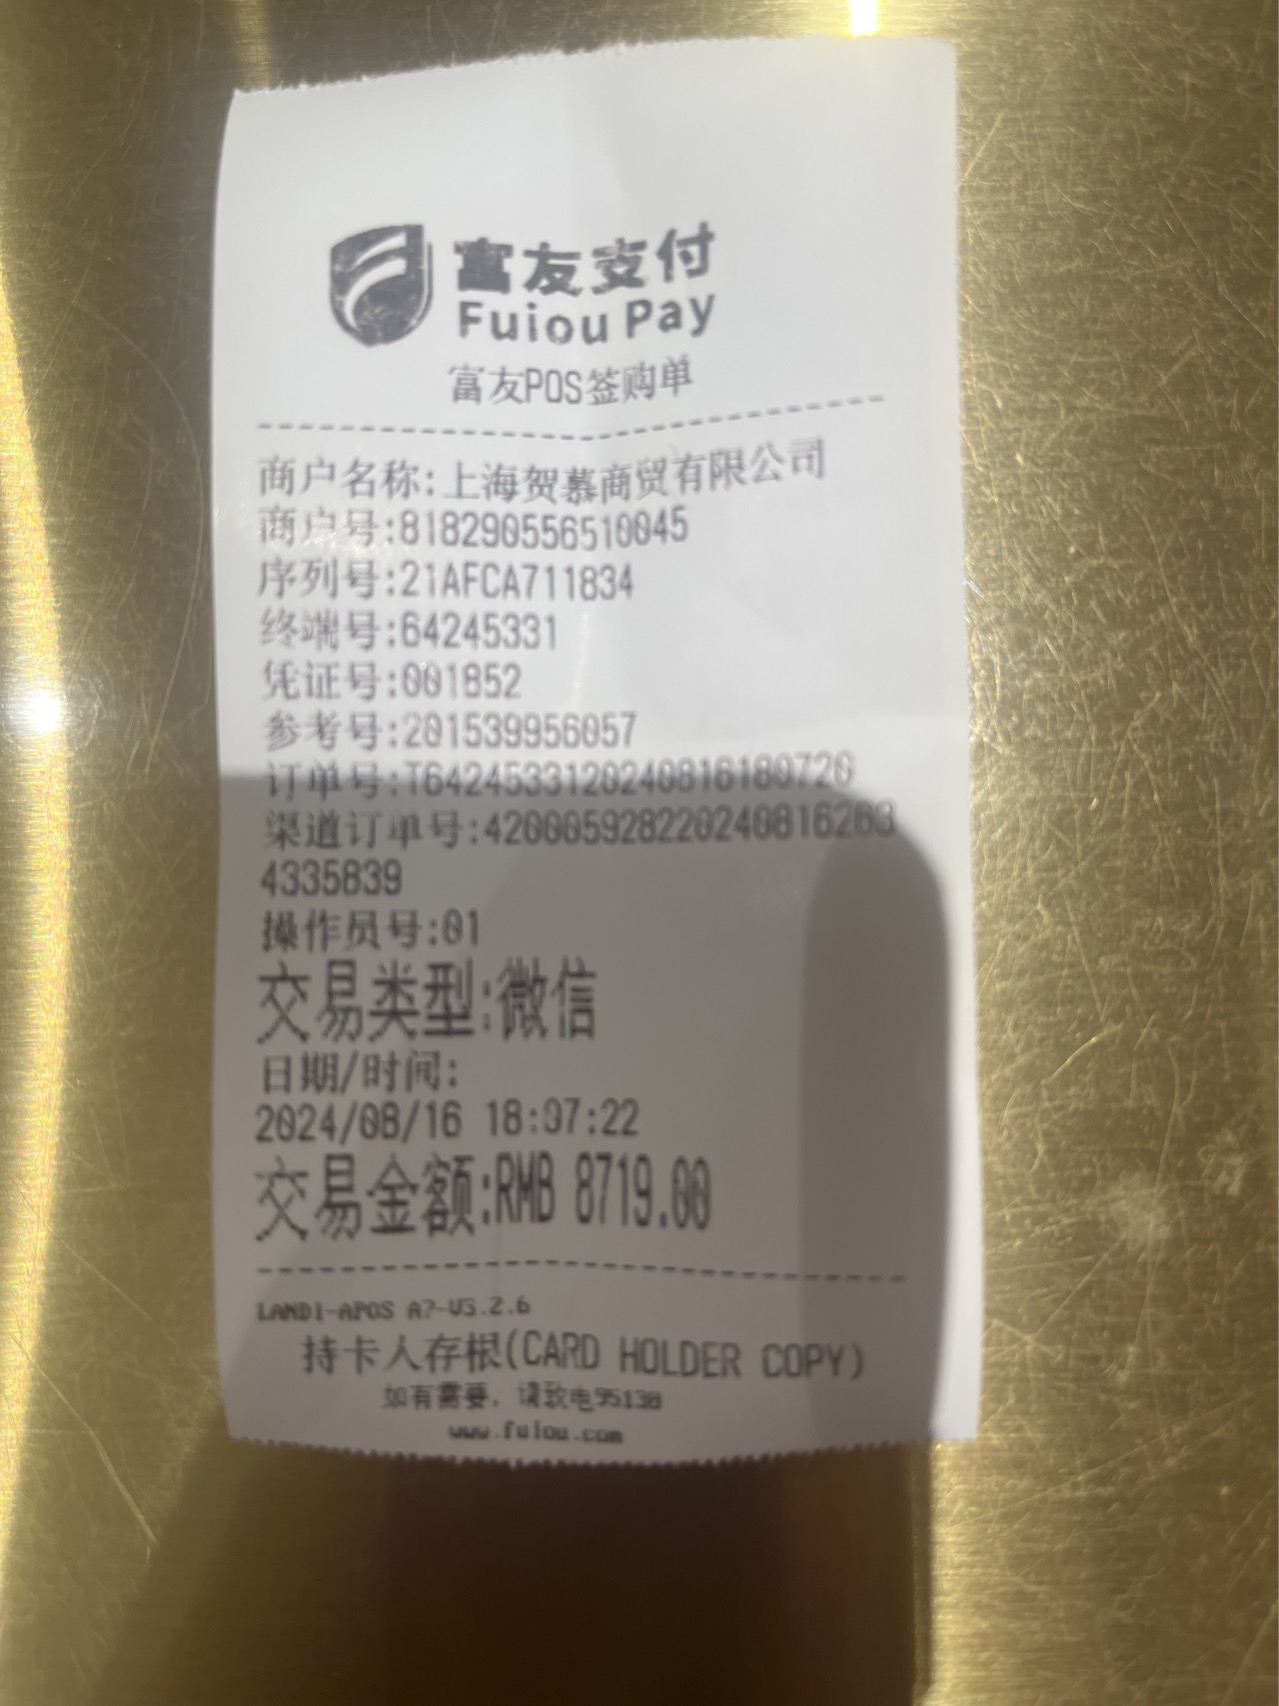 富友支付
Fuiou Pay
富友POS签购单
商户名称:上海贺慕商贸有限公司
商户号:818290556510045
序列号:21AFCA711834
终端号:64245331
凭证号:001852
参考号:201539956057
订单号:T6424533120240816180720
渠道订单号:420005928220240816263
4335839
操作员号:01
交易类型:微信
日期/时间:
2024/08/16 18:07:22
交易金额:RMB 8719.00
LANDI-APOS A7-V3.2.6
持卡人存根(CARD HOLDER COPY)
如有需要，请致电95138
www.fuiou.com